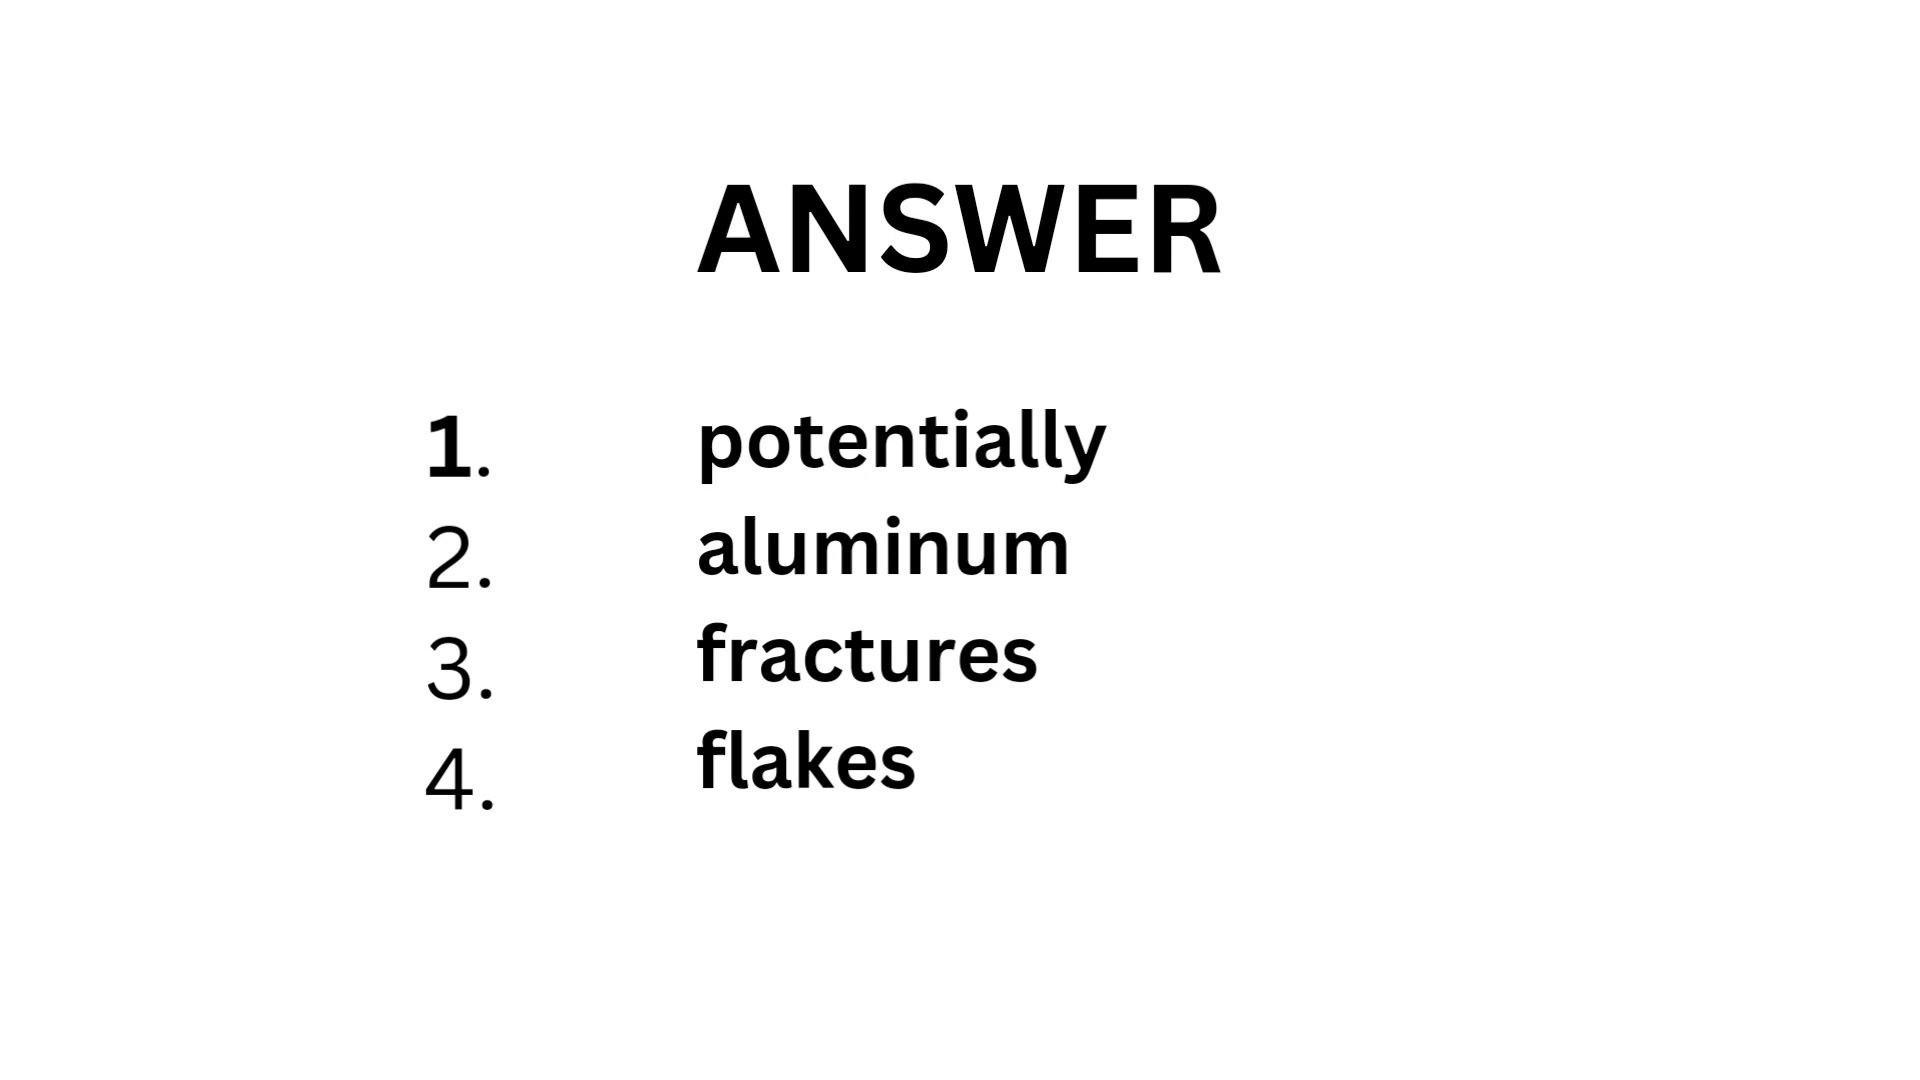 ANSWER
1. potentially
2. aluminum
3. fractures
4. flakes